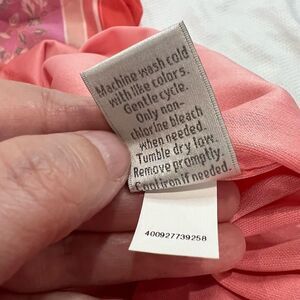 Machine wash cold
with like colors.
Gentle cycle.
Only non-
chlorine bleach
when needed.
Tumble dry low.
Remove promptly.
Cool iron if needed.
400927739258